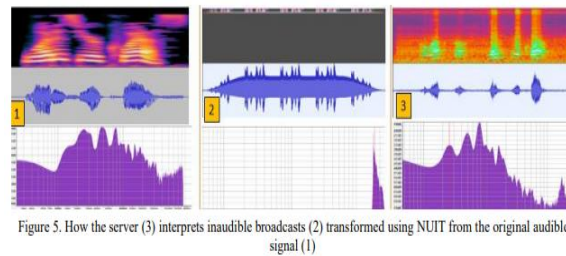 1
2
3
Figure 5. How the server (3) interprets inaudible broadcasts (2) transformed using NUIT from the original audible
signal (1)